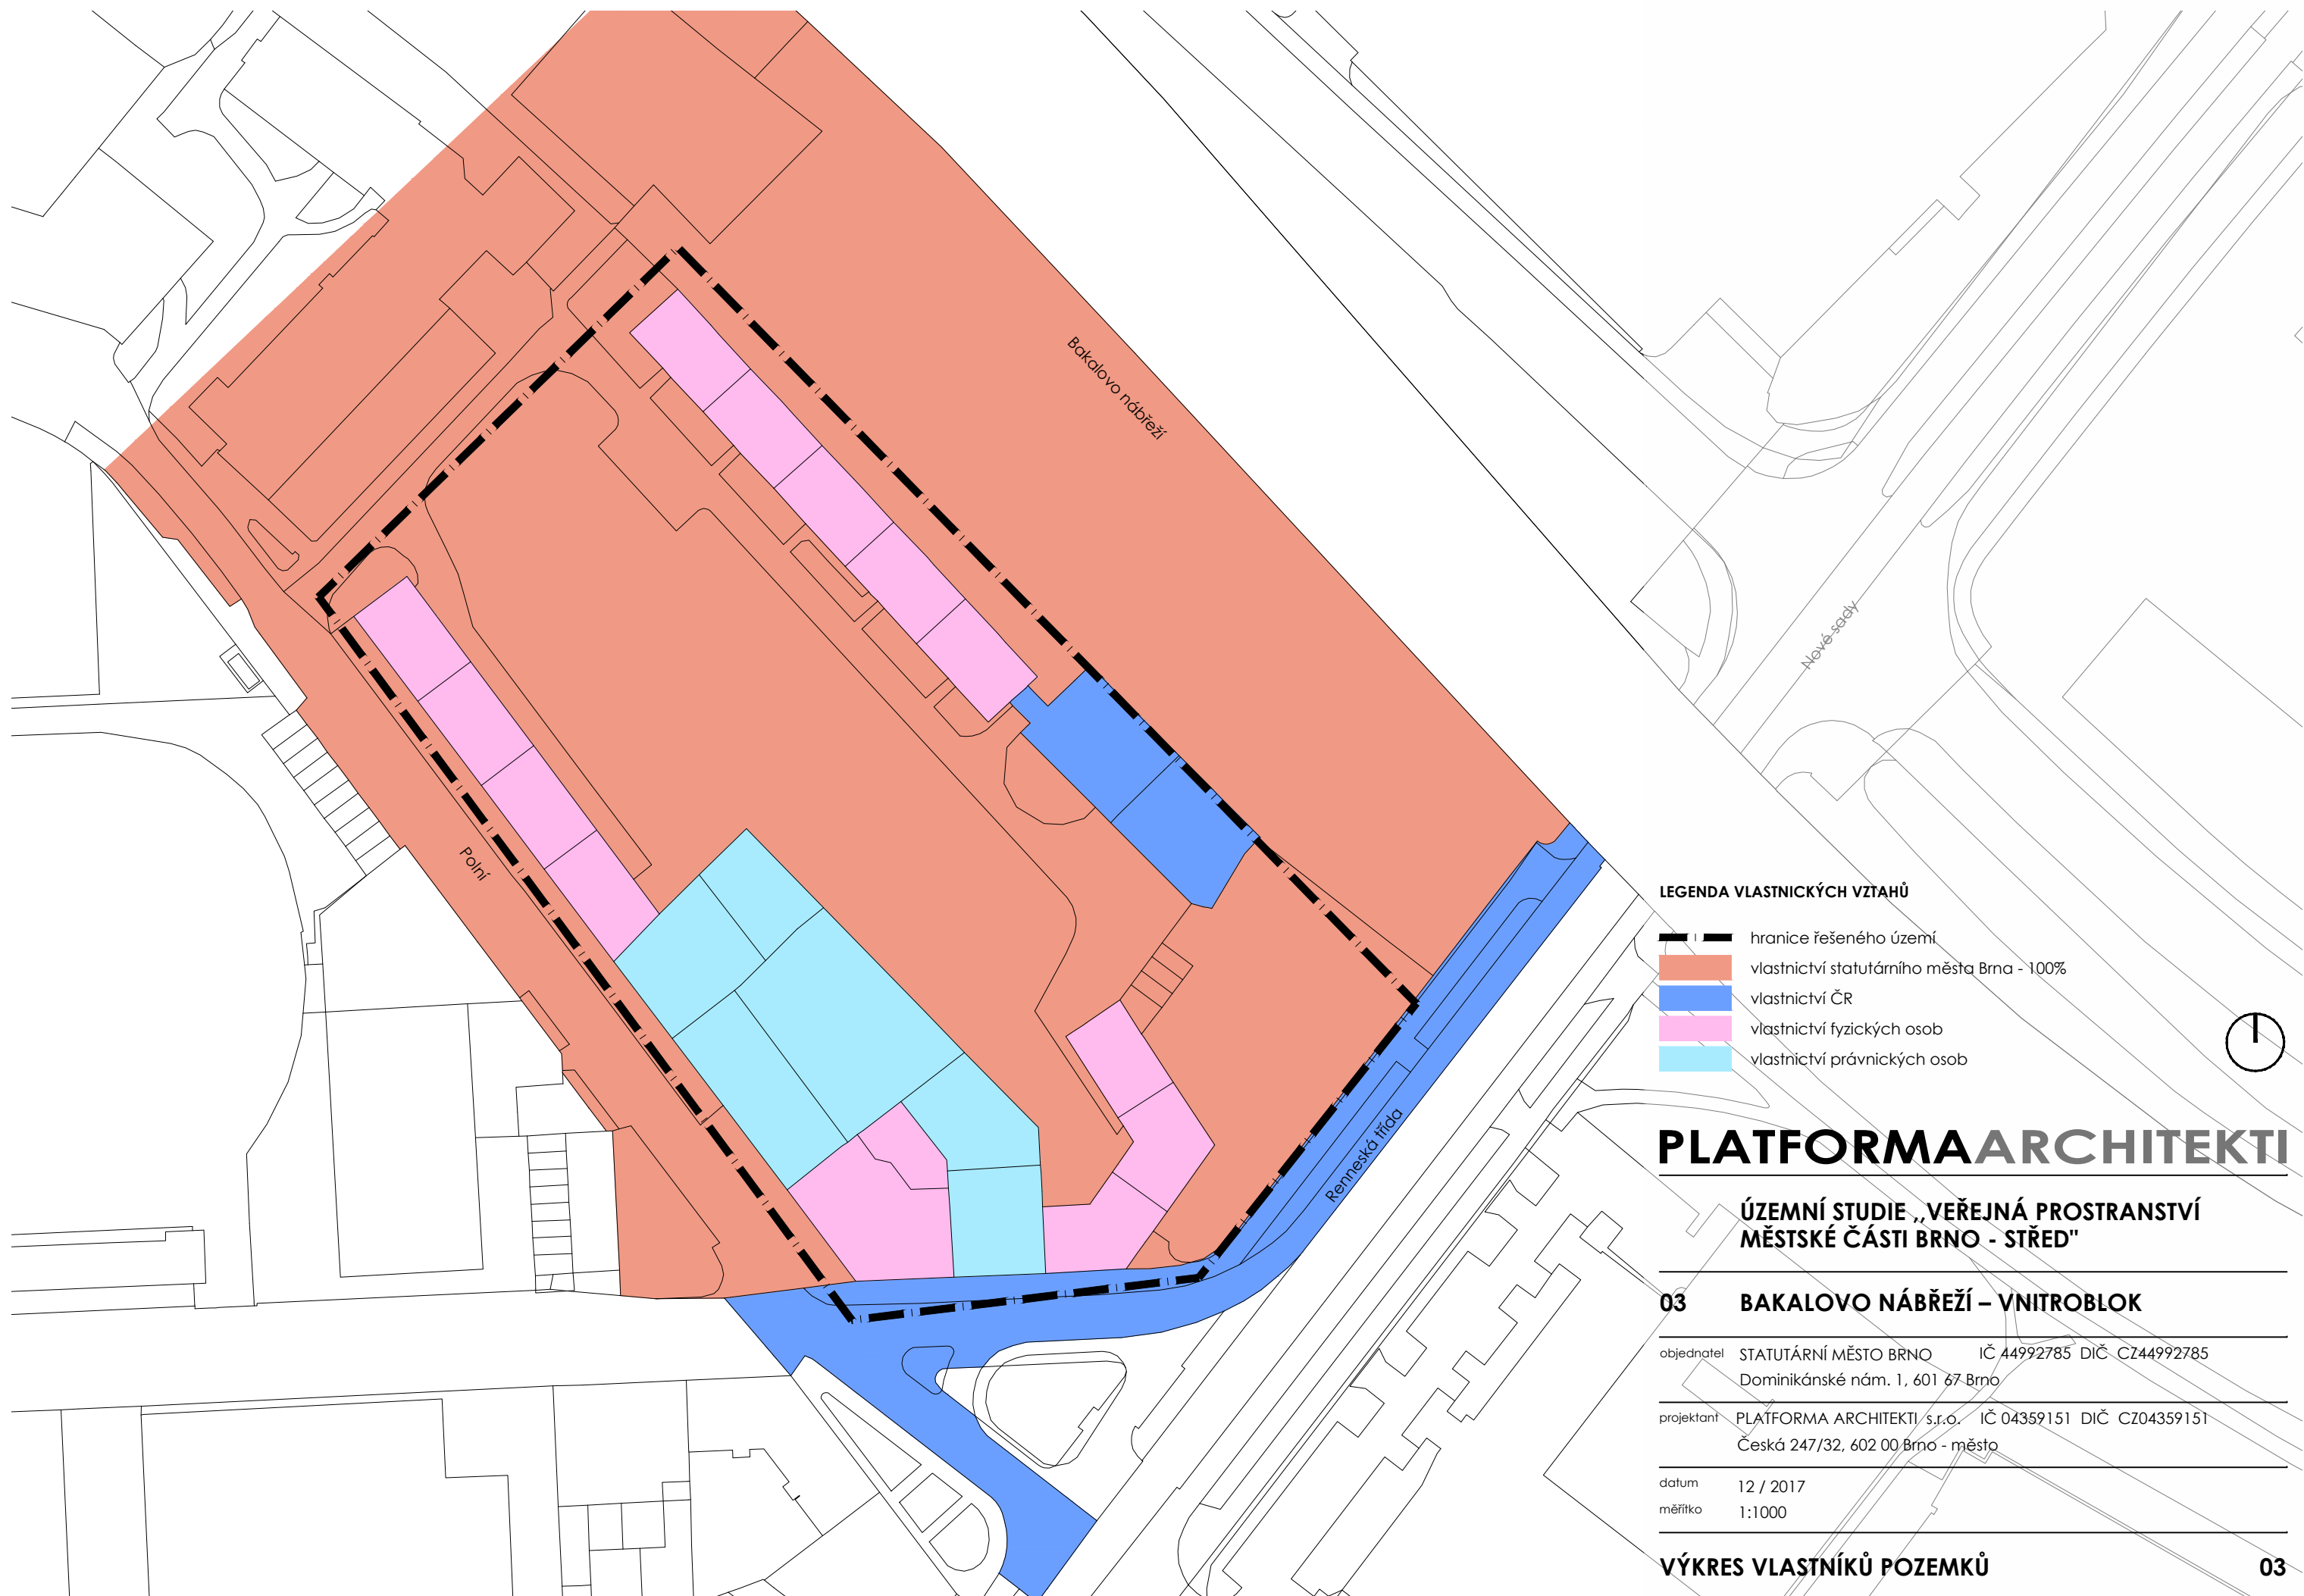 Bakalovo nábřeží
Nové sady
Polní
Renneská třída
LEGENDA VLASTNICKÝCH VZTAHŮ
hranice řešeného území
vlastnictví statutárního města Brna - 100%
vlastnictví ČR
vlastnictví fyzických osob
vlastnictví právnických osob
PLATFORMAARCHITEKTI
ÚZEMNÍ STUDIE ,,VEŘEJNÁ PROSTRANSTVÍ
MĚSTSKÉ ČÁSTI BRNO - STŘED"
03 BAKALOVO NÁBŘEŽÍ – VNITROBLOK
objednatel STATUTÁRNÍ MĚSTO BRNO IČ 44992785 DIČ CZ44992785
Dominikánské nám. 1, 601 67 Brno
projektant PLATFORMA ARCHITEKTI s.r.o. IČ 04359151 DIČ CZ04359151
Česká 247/32, 602 00 Brno - město
datum 12 / 2017
měřítko 1:1000
VÝKRES VLASTNÍKŮ POZEMKŮ 03